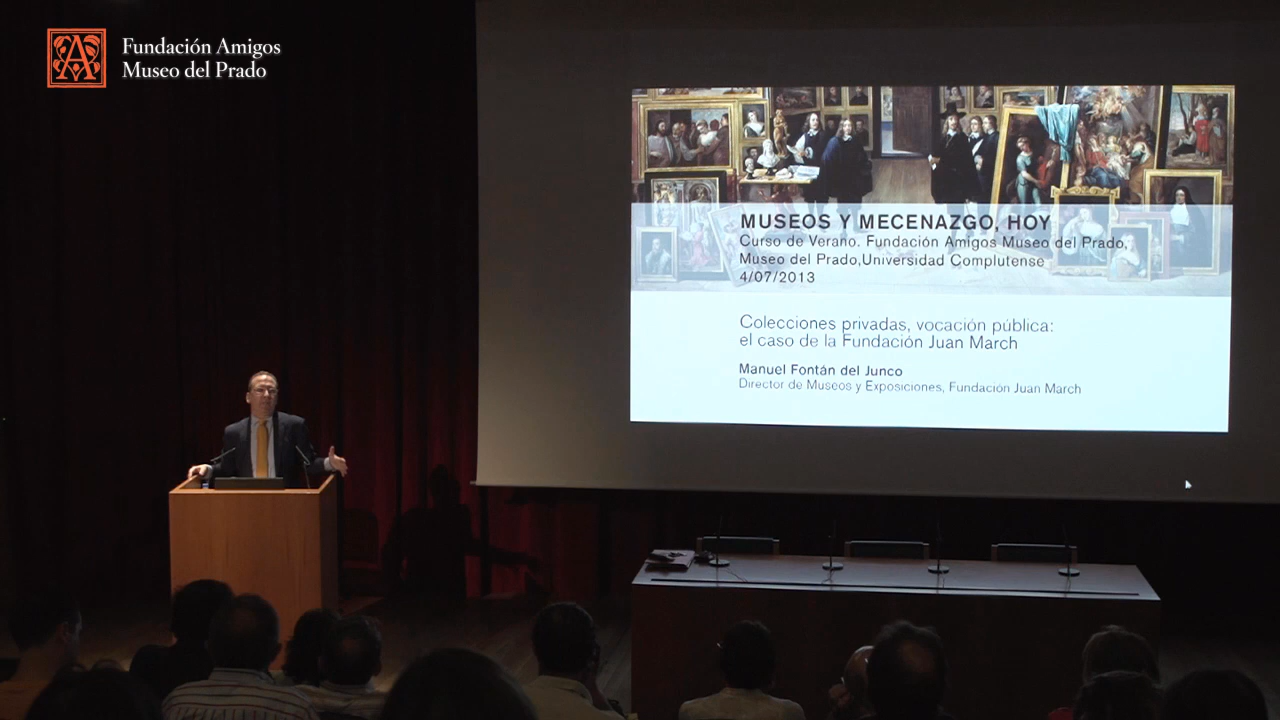 Fundación Amigos
Museo del Prado
MUSEOS Y MECENAZGO, HOY
Curso de Verano. Fundación Amigos Museo del Prado,
Museo del Prado,Universidad Complutense
4/07/2013
Colecciones privadas, vocación pública:
el caso de la Fundación Juan March
Manuel Fontán del Junco
Director de Museos y Exposiciones, Fundación Juan March